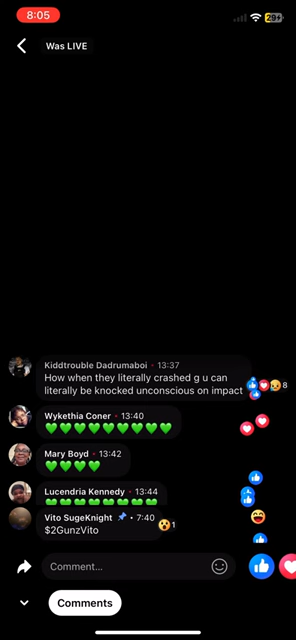 8:05
29
Was LIVE
Kiddtrouble Dadrumaboi • 13:37
How when they literally crashed g u can
literally be knocked unconscious on impact
8
Wykethia Coner • 13:40
💚💚💚💚💚💚💚💚💚💚
Mary Boyd • 13:42
💚💚💚💚
Lucendria Kennedy • 13:44
💚💚💚💚💚💚💚💚
Vito SugeKnight 📌 • 7:40
$2GunzVito
1
Comment...
Comments